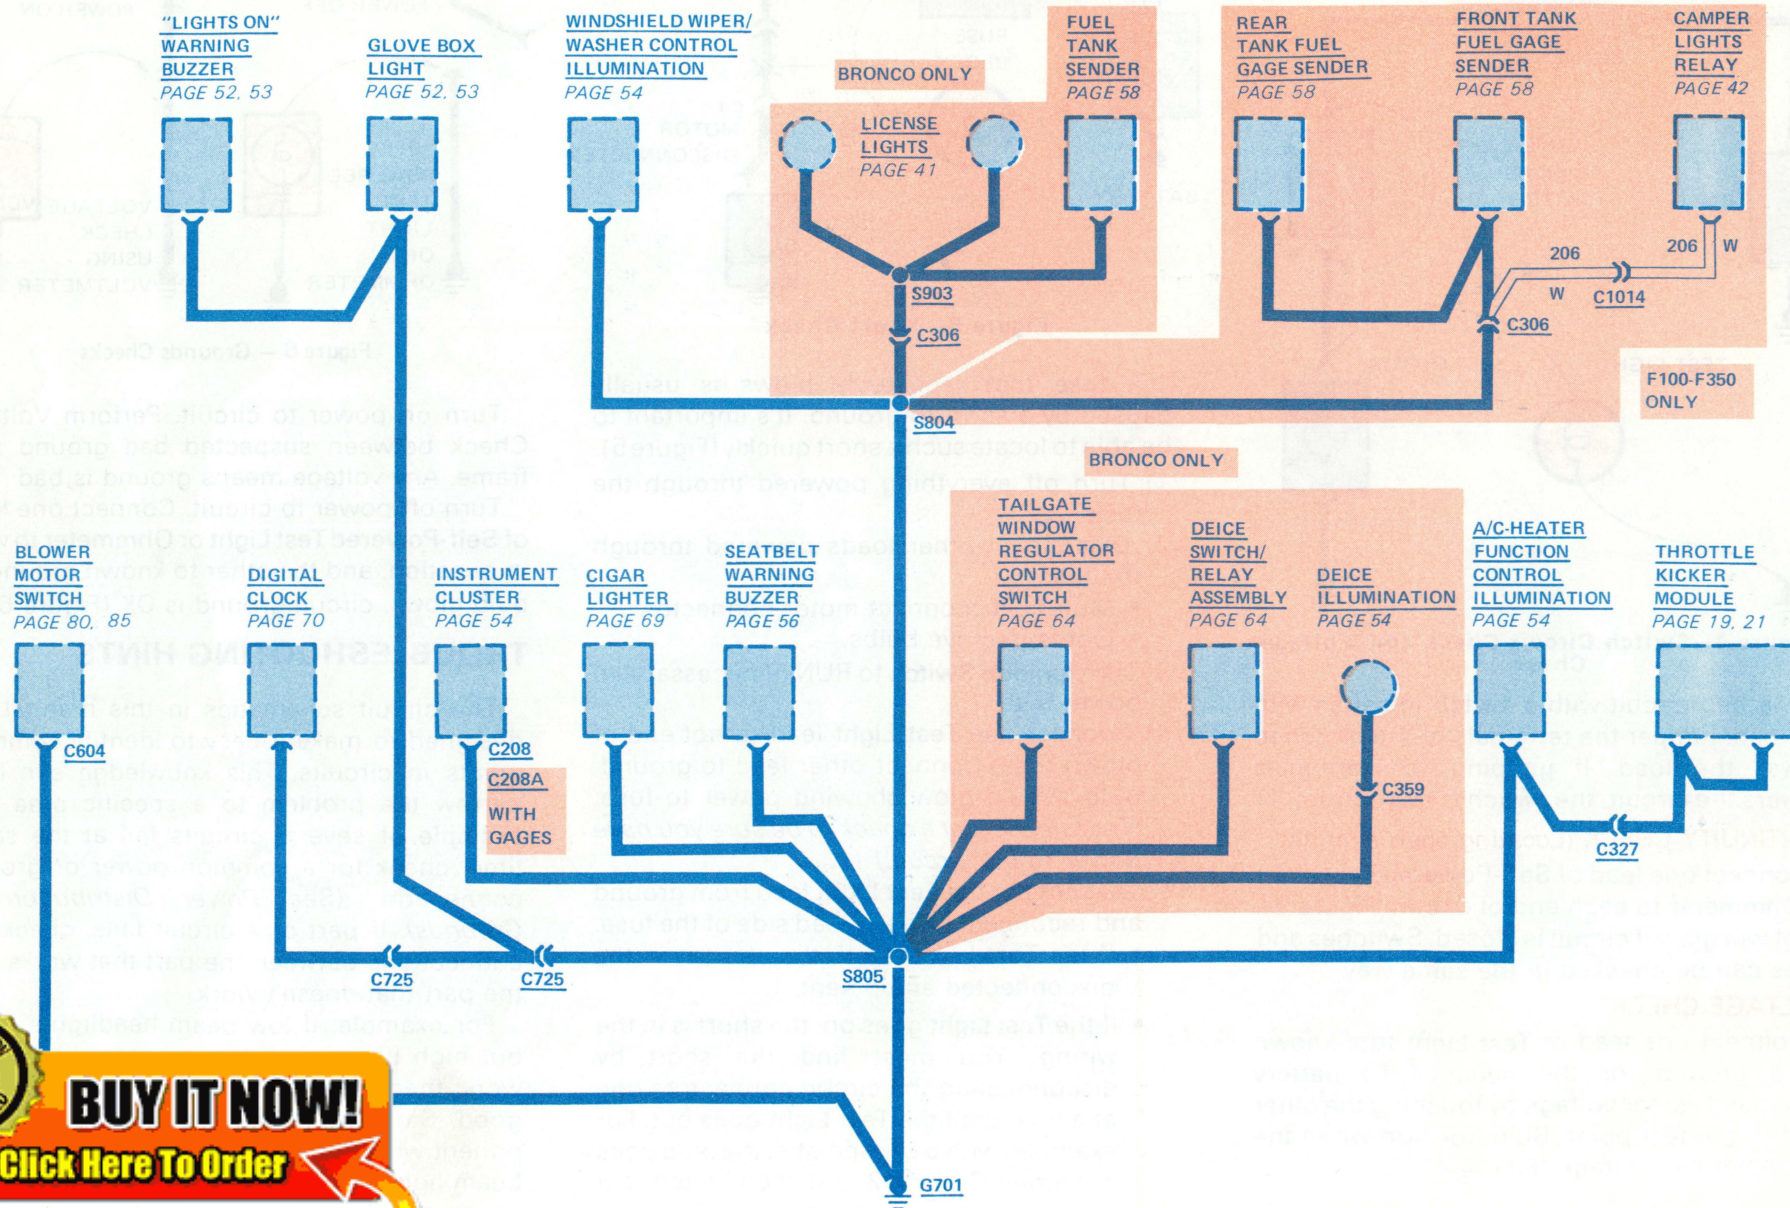 "LIGHTS ON"
WARNING
BUZZER
PAGE 52, 53
GLOVE BOX
LIGHT
PAGE 52, 53
WINDSHIELD WIPER/
WASHER CONTROL
ILLUMINATION
PAGE 54
BRONCO ONLY
LICENSE
LIGHTS
PAGE 41
FUEL
TANK
SENDER
PAGE 58
REAR
TANK FUEL
GAGE SENDER
PAGE 58
FRONT TANK
FUEL GAGE
SENDER
PAGE 58
CAMPER
LIGHTS
RELAY
PAGE 42
206
W
206
W
C1014
S903
C306
C306
S804
F100-F350
ONLY
BRONCO ONLY
BLOWER
MOTOR
SWITCH
PAGE 80, 85
DIGITAL
CLOCK
PAGE 70
INSTRUMENT
CLUSTER
PAGE 54
CIGAR
LIGHTER
PAGE 69
SEATBELT
WARNING
BUZZER
PAGE 56
TAILGATE
WINDOW
REGULATOR
CONTROL
SWITCH
PAGE 64
DEICE
SWITCH/
RELAY
ASSEMBLY
PAGE 64
DEICE
ILLUMINATION
PAGE 54
A/C-HEATER
FUNCTION
CONTROL
ILLUMINATION
PAGE 54
THROTTLE
KICKER
MODULE
PAGE 19, 21
C604
C208
C208A
WITH
GAGES
C359
C327
C725
C725
S805
G701
BUY IT NOW!
Click Here To Order